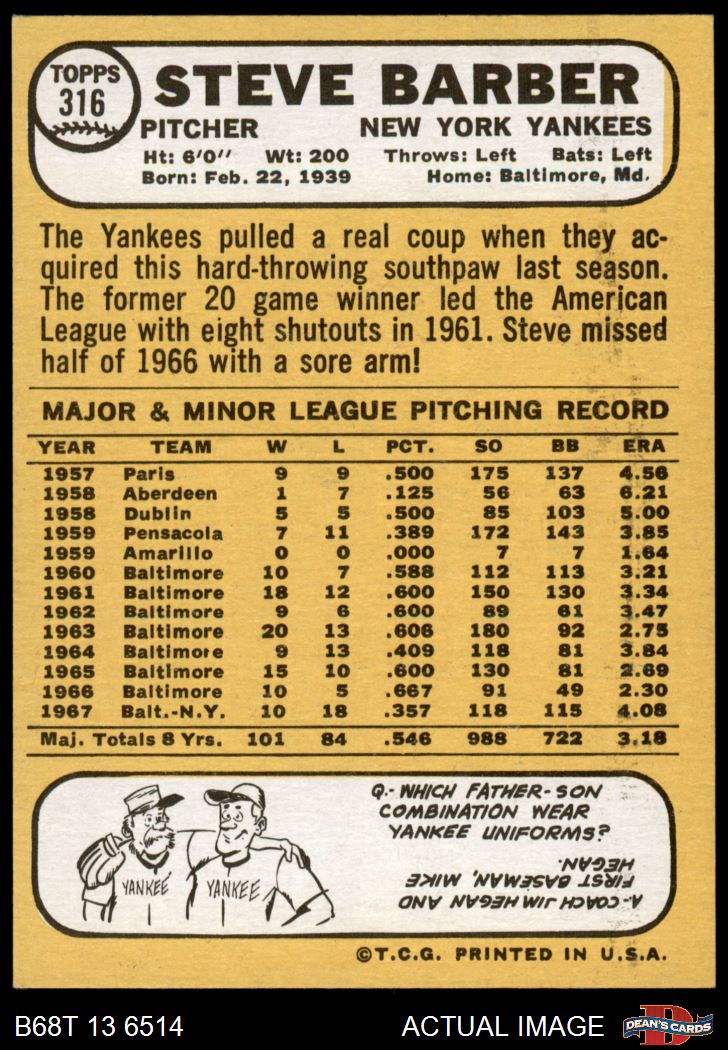 TOPPS
316
STEVE BARBER
PITCHER NEW YORK YANKEES
Ht: 6'0'' Wt: 200 Throws: Left Bats: Left
Born: Feb. 22, 1939 Home: Baltimore, Md.
The Yankees pulled a real coup when they ac-
quired this hard-throwing southpaw last season.
The former 20 game winner led the American
League with eight shutouts in 1961. Steve missed
half of 1966 with a sore arm!
MAJOR & MINOR LEAGUE PITCHING RECORD
YEAR TEAM W L PCT. SO BB ERA
1957 Paris 9 9 .500 175 137 4.56
1958 Aberdeen 1 7 .125 56 63 6.21
1958 Dublin 5 5 .500 85 103 5.00
1959 Pensacola 7 11 .389 172 143 3.85
1959 Amarillo 0 0 .000 7 7 1.64
1960 Baltimore 10 7 .588 112 113 3.21
1961 Baltimore 18 12 .600 150 130 3.34
1962 Baltimore 9 6 .600 89 61 3.47
1963 Baltimore 20 13 .606 180 92 2.75
1964 Baltimore 9 13 .409 118 81 3.84
1965 Baltimore 15 10 .600 130 81 2.69
1966 Baltimore 10 5 .667 91 49 2.30
1967 Balt.-N.Y. 10 18 .357 118 115 4.08
Maj. Totals 8 Yrs. 101 84 .546 988 722 3.18
YANKEE YANKEE
Q.- WHICH FATHER-SON
COMBINATION WEAR
YANKEE UNIFORMS?
A- COACH JIM HEGAN AND
FIRST BASEMAN, MIKE
HEGAN.
©T.C.G. PRINTED IN U.S.A.
B68T 13 6514 ACTUAL IMAGE
D
DEAN'S CARDS